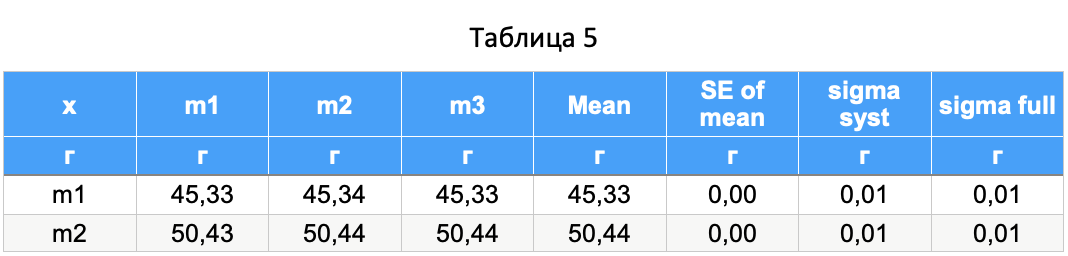 Таблица 5
x m1 m2 m3 Mean SE of mean sigma syst sigma full
г г г г г г г г
m1 45,33 45,34 45,33 45,33 0,00 0,01 0,01
m2 50,43 50,44 50,44 50,44 0,00 0,01 0,01